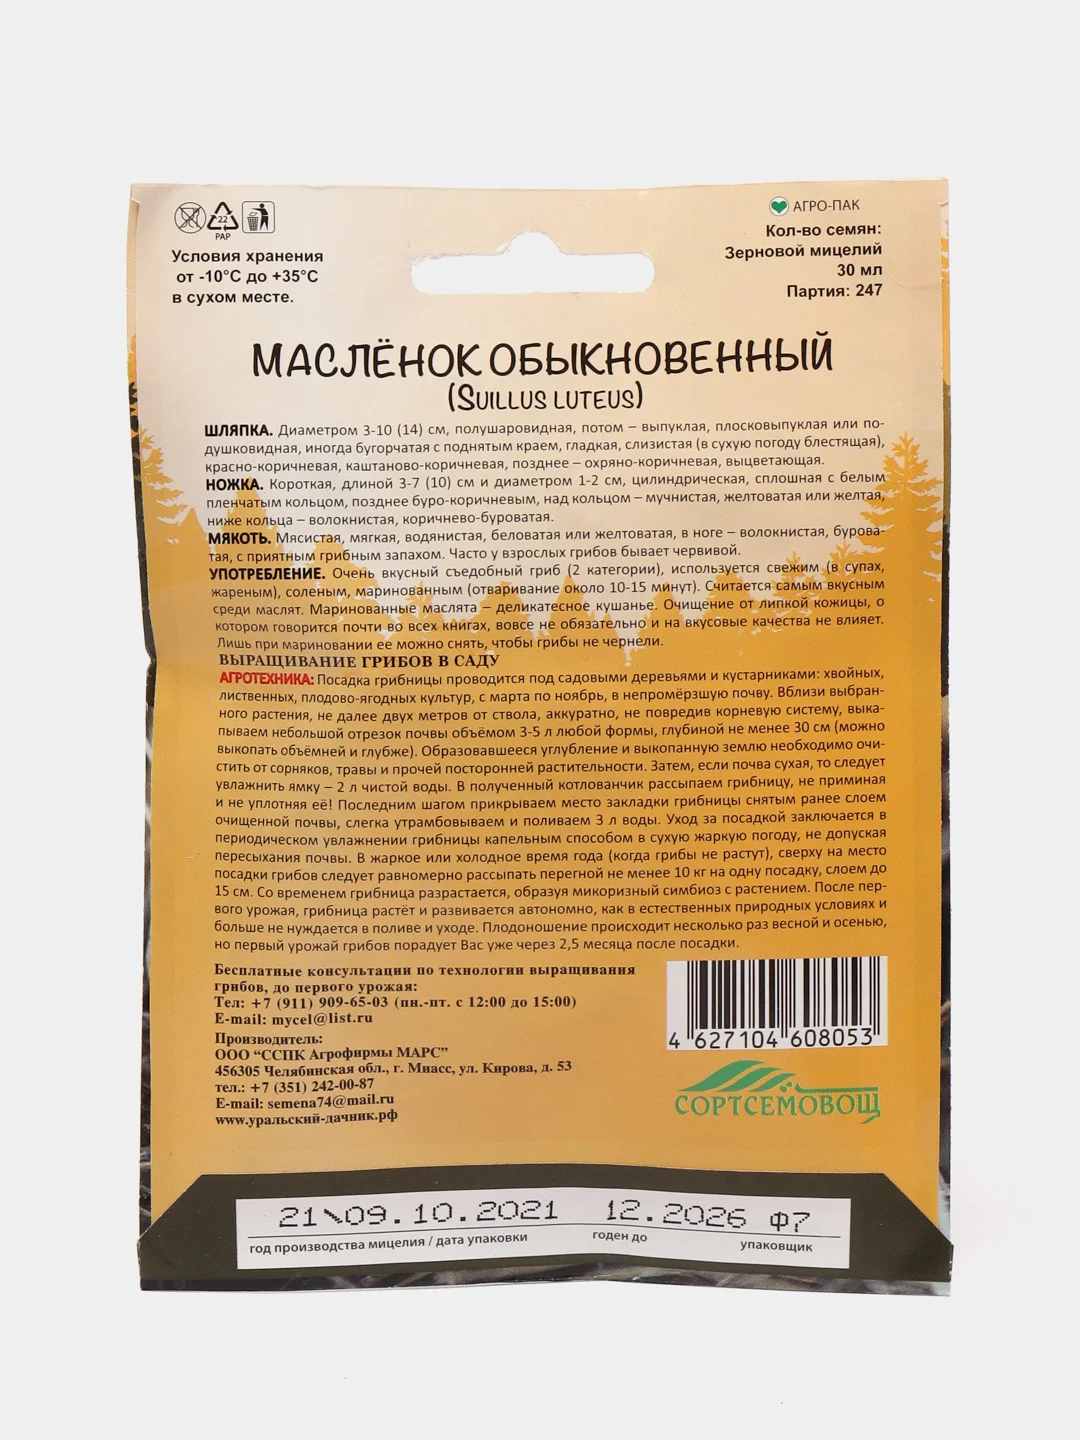 22
PAP
Условия хранения
от -10°С до +35°С
в сухом месте.
АГРО-ПАК
Кол-во семян:
Зерновой мицелий
30 мл
Партия: 247
МАСЛЁНОК ОБЫКНОВЕННЫЙ
(SUILLUS LUTEUS)
ШЛЯПКА. Диаметром 3-10 (14) см, полушаровидная, потом – выпуклая, плосковыпуклая или по-
душковидная, иногда бугорчатая с поднятым краем, гладкая, слизистая (в сухую погоду блестящая),
красно-коричневая, каштаново-коричневая, позднее – охряно-коричневая, выцветающая.
НОЖКА. Короткая, длиной 3-7 (10) см и диаметром 1-2 см, цилиндрическая, сплошная с белым
пленчатым кольцом, позднее буро-коричневым, над кольцом – мучнистая, желтоватая или желтая,
ниже кольца – волокнистая, коричнево-буроватая.
МЯКОТЬ. Мясистая, мягкая, водянистая, беловатая или желтоватая, в ноге – волокнистая, бурова-
тая, с приятным грибным запахом. Часто у взрослых грибов бывает червивой.
УПОТРЕБЛЕНИЕ. Очень вкусный съедобный гриб (2 категории), используется свежим (в супах,
жареным), соленым, маринованным (отваривание около 10-15 минут). Считается самым вкусным
среди маслят. Маринованные маслята – деликатесное кушанье. Очищение от липкой кожицы, о
котором говорится почти во всех книгах, вовсе не обязательно и на вкусовые качества не влияет.
Лишь при мариновании ее можно снять, чтобы грибы не чернели.
ВЫРАЩИВАНИЕ ГРИБОВ В САДУ
АГРОТЕХНИКА: Посадка грибницы проводится под садовыми деревьями и кустарниками: хвойных,
лиственных, плодово-ягодных культур, с марта по ноябрь, в непромёрзшую почву. Вблизи выбран-
ного растения, не далее двух метров от ствола, аккуратно, не повредив корневую систему, выка-
пываем небольшой отрезок почвы объёмом 3-5 л любой формы, глубиной не менее 30 см (можно
выкопать объёмней и глубже). Образовавшееся углубление и выкопанную землю необходимо очи-
стить от сорняков, травы и прочей посторонней растительности. Затем, если почва сухая, то следует
увлажнить ямку – 2 л чистой воды. В полученный котлованчик рассыпаем грибницу, не приминая
и не уплотняя её! Последним шагом прикрываем место закладки грибницы снятым ранее слоем
очищенной почвы, слегка утрамбовываем и поливаем 3 л воды. Уход за посадкой заключается в
периодическом увлажнении грибницы капельным способом в сухую жаркую погоду, не допуская
пересыхания почвы. В жаркое или холодное время года (когда грибы не растут), сверху на место
посадки грибов следует равномерно рассыпать перегной не менее 10 кг на одну посадку, слоем до
15 см. Со временем грибница разрастается, образуя микоризный симбиоз с растением. После пер-
вого урожая, грибница растёт и развивается автономно, как в естественных природных условиях и
больше не нуждается в поливе и уходе. Плодоношение происходит несколько раз весной и осенью,
но первый урожай грибов порадует Вас уже через 2,5 месяца после посадки.
Бесплатные консультации по технологии выращивания
грибов, до первого урожая:
Тел: +7 (911) 909-65-03 (пн.-пт. с 12:00 до 15:00)
E-mail: mycel@list.ru
Производитель:
ООО “ССПК Агрофирмы МАРС”
456305 Челябинская обл., г. Миасс, ул. Кирова, д. 53
тел.: +7 (351) 242-00-87
E-mail: semena74@mail.ru
www.уральский-дачник.рф
4 627104 608053
СОРТСЕМОВОЩ
21\09.10.2021 12.2026 Ф7
год производства мицелия / дата упаковки годен до упаковщик